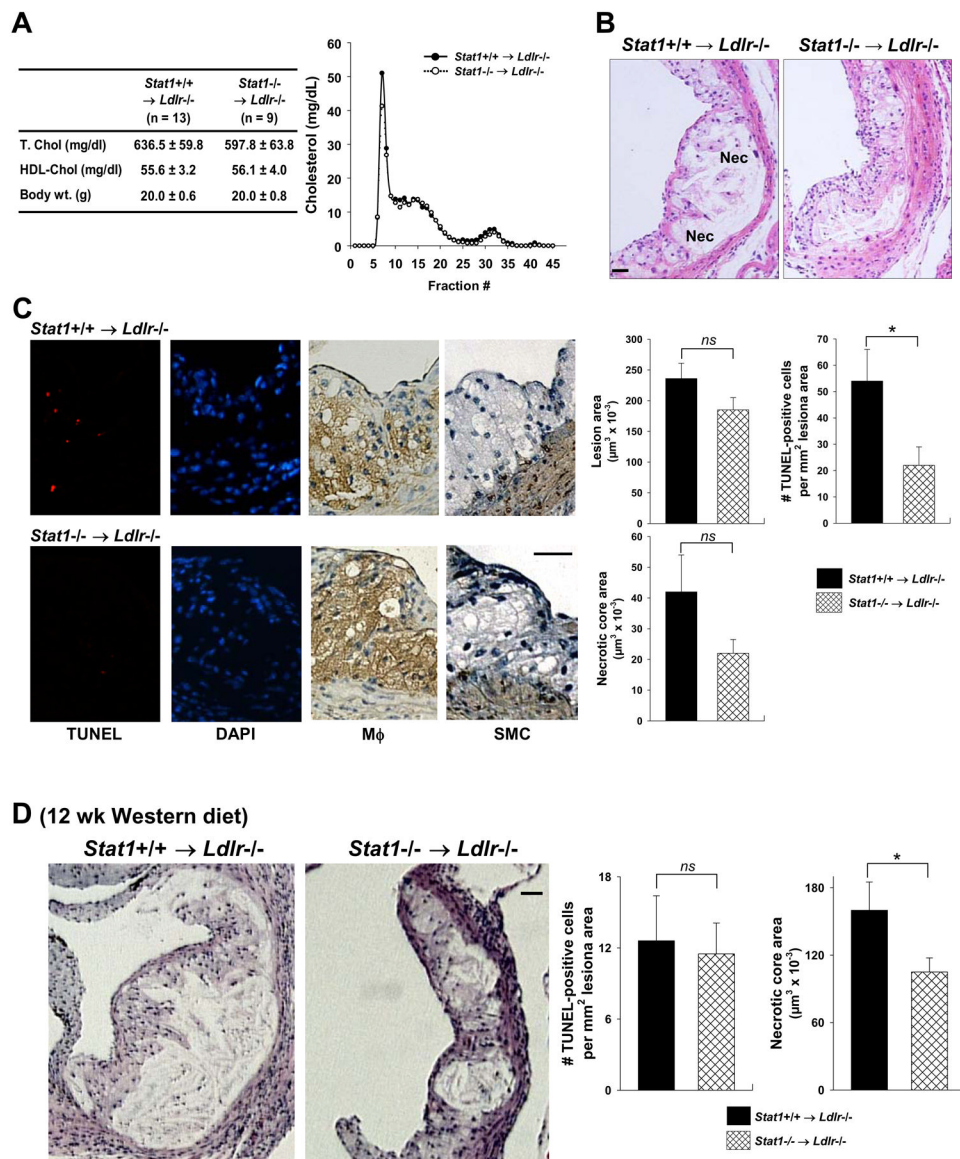 A
Stat1+/+ Stat1-/-
→ Ldlr-/- → Ldlr-/-
(n = 13) (n = 9)
T. Chol (mg/dl) 636.5 ± 59.8 597.8 ± 63.8
HDL-Chol (mg/dl) 55.6 ± 3.2 56.1 ± 4.0
Body wt. (g) 20.0 ± 0.6 20.0 ± 0.8
Cholesterol (mg/dL)
60
50
40
30
20
10
0
Stat1+/+ → Ldlr-/-
Stat1-/- → Ldlr-/-
1 5 10 15 20 25 30 35 40 45
Fraction #
B
Stat1+/+ → Ldlr-/- Stat1-/- → Ldlr-/-
Nec
Nec
C
Stat1+/+ → Ldlr-/-
Stat1-/- → Ldlr-/-
TUNEL DAPI Mϕ SMC
Lesion area
(µm³ x 10⁻³)
300
250
200
150
100
50
0
ns
# TUNEL-positive cells
per mm² lesiona area
70
60
50
40
30
20
10
0
*
Necrotic core area
(µm³ x 10⁻³)
60
50
40
30
20
10
0
ns
Stat1+/+ → Ldlr-/-
Stat1-/- → Ldlr-/-
D (12 wk Western diet)
Stat1+/+ → Ldlr-/- Stat1-/- → Ldlr-/-
# TUNEL-positive cells
per mm² lesiona area
18
12
6
0
ns
Necrotic core area
(µm³ x 10⁻³)
180
120
60
0
*
Stat1+/+ → Ldlr-/-
Stat1-/- → Ldlr-/-